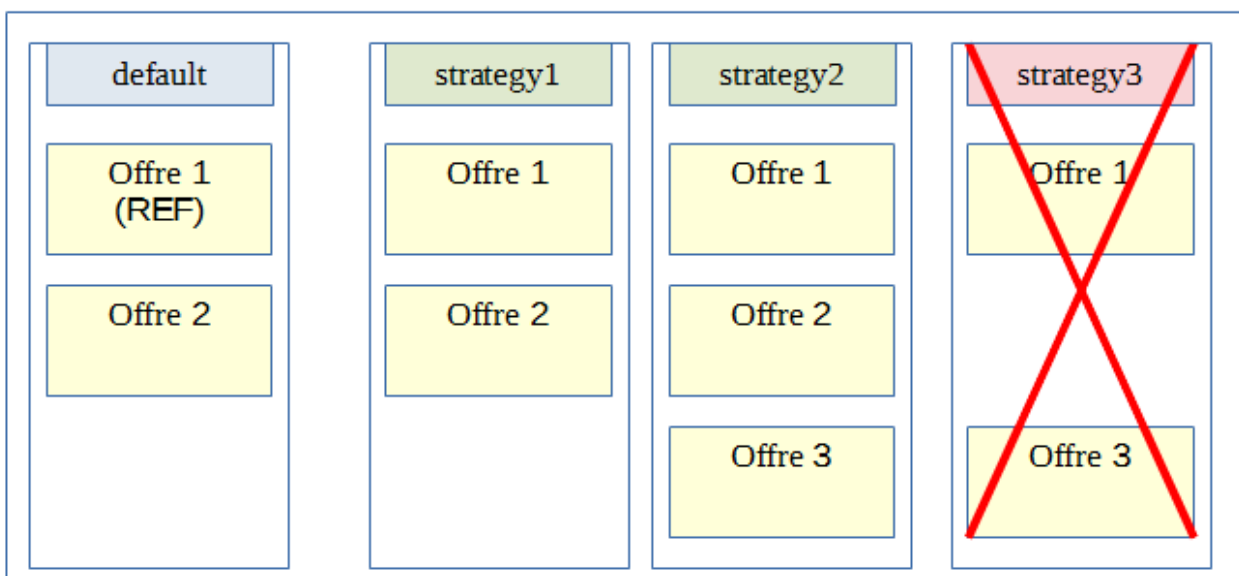 default
Offre 1
(REF)
Offre 2
strategy1
Offre 1
Offre 2
strategy2
Offre 1
Offre 2
Offre 3
strategy3
Offre 1
Offre 3